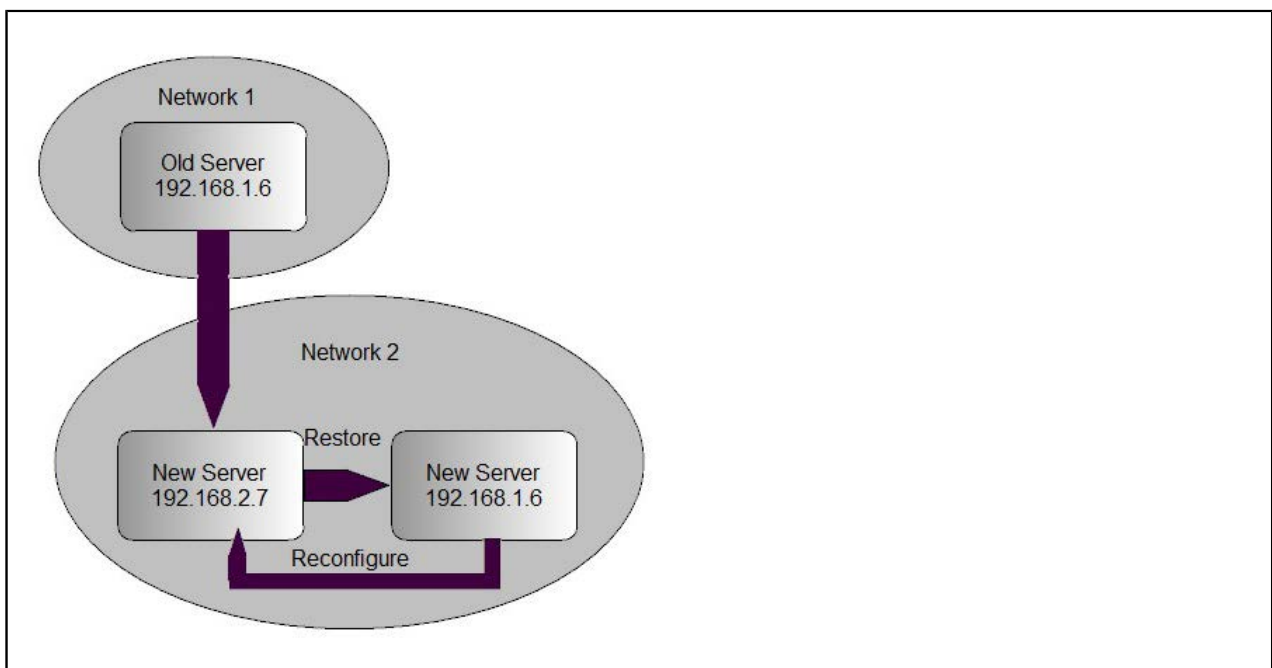 Network 1
Old Server
192.168.1.6
Network 2
Restore
New Server
192.168.2.7
New Server
192.168.1.6
Reconfigure